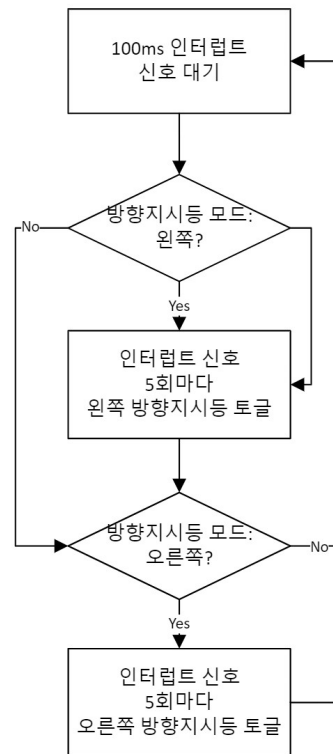 100ms 인터럽트
신호 대기
방향지시등 모드:
왼쪽?
No
Yes
인터럽트 신호
5회마다
왼쪽 방향지시등 토글
방향지시등 모드:
오른쪽?
No
Yes
인터럽트 신호
5회마다
오른쪽 방향지시등 토글